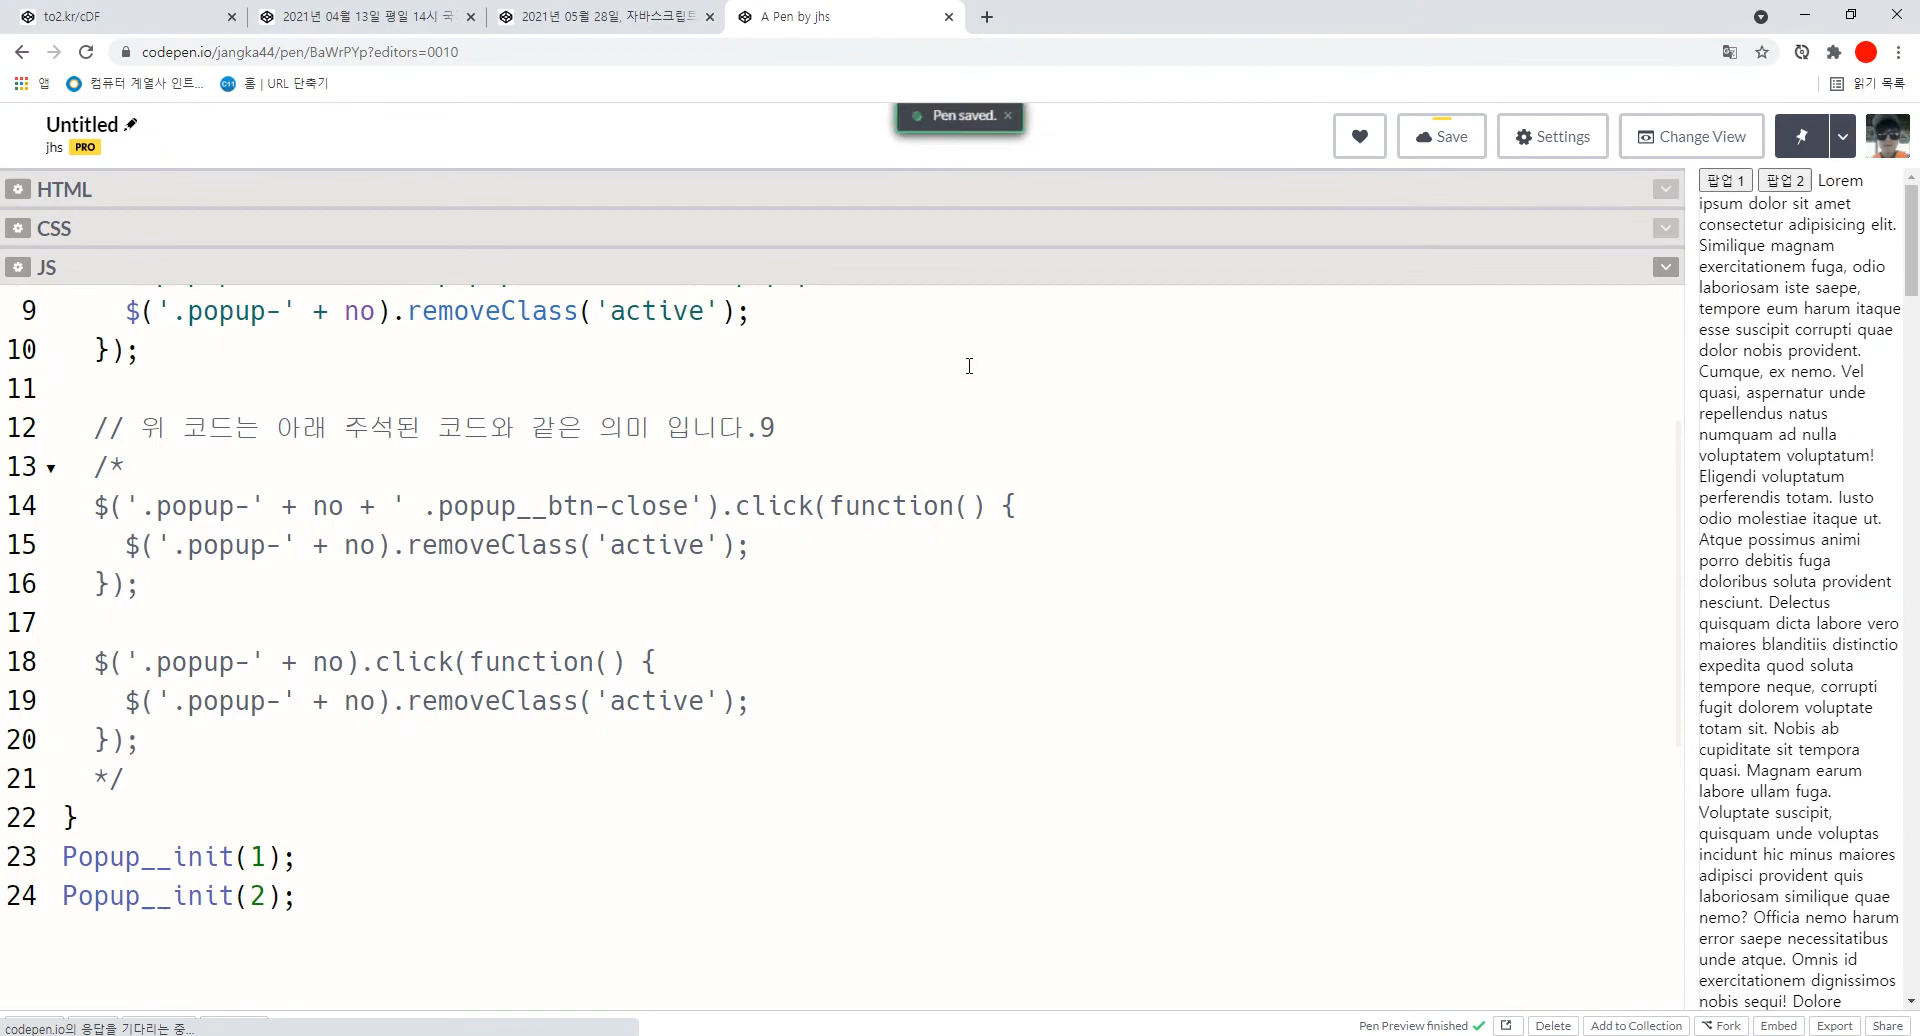 to2.kr/cDF
2021년 04월 13일 평일 14시 국
2021년 05월 28일, 자바스크립트
A Pen by jhs
codepen.io/jangka44/pen/BaWrPYp?editors=0010
앱
컴퓨터 계열사 인트...
홈 | URL 단축기
읽기 목록
Untitled
jhs PRO
Pen saved. ×
Save
Settings
Change View
HTML
CSS
JS
9 $('.popup-' + no).removeClass('active');
10 });
11
12 // 위 코드는 아래 주석된 코드와 같은 의미 입니다.9
13 /*
14 $('.popup-' + no + ' .popup__btn-close').click(function() {
15 $('.popup-' + no).removeClass('active');
16 });
17
18 $('.popup-' + no).click(function() {
19 $('.popup-' + no).removeClass('active');
20 });
21 */
22 }
23 Popup__init(1);
24 Popup__init(2);
팝업 1 팝업 2 Lorem
ipsum dolor sit amet
consectetur adipisicing elit.
Similique magnam
exercitationem fuga, odio
laboriosam iste saepe,
tempore eum harum itaque
esse suscipit corrupti quae
dolor nobis provident.
Cumque, ex nemo. Vel
quasi, aspernatur unde
repellendus natus
numquam ad nulla
voluptatem voluptatum!
Eligendi voluptatum
perferendis totam. Iusto
odio molestiae itaque ut.
Atque possimus animi
porro debitis fuga
doloribus soluta provident
nesciunt. Delectus
quisquam dicta labore vero
maiores blanditiis distinctio
expedita quod soluta
tempore neque, corrupti
fugit dolorem voluptate
totam sit. Nobis ab
cupiditate sit tempora
quasi. Magnam earum
labore ullam fuga.
Voluptate suscipit,
quisquam unde voluptas
incidunt hic minus maiores
adipisci provident quis
laboriosam similique quae
nemo? Officia nemo harum
error saepe necessitatibus
unde atque. Omnis id
exercitationem dignissimos
nobis sequi! Dolore
codepen.io의 응답을 기다리는 중...
Pen Preview finished
Delete
Add to Collection
Fork
Embed
Export
Share